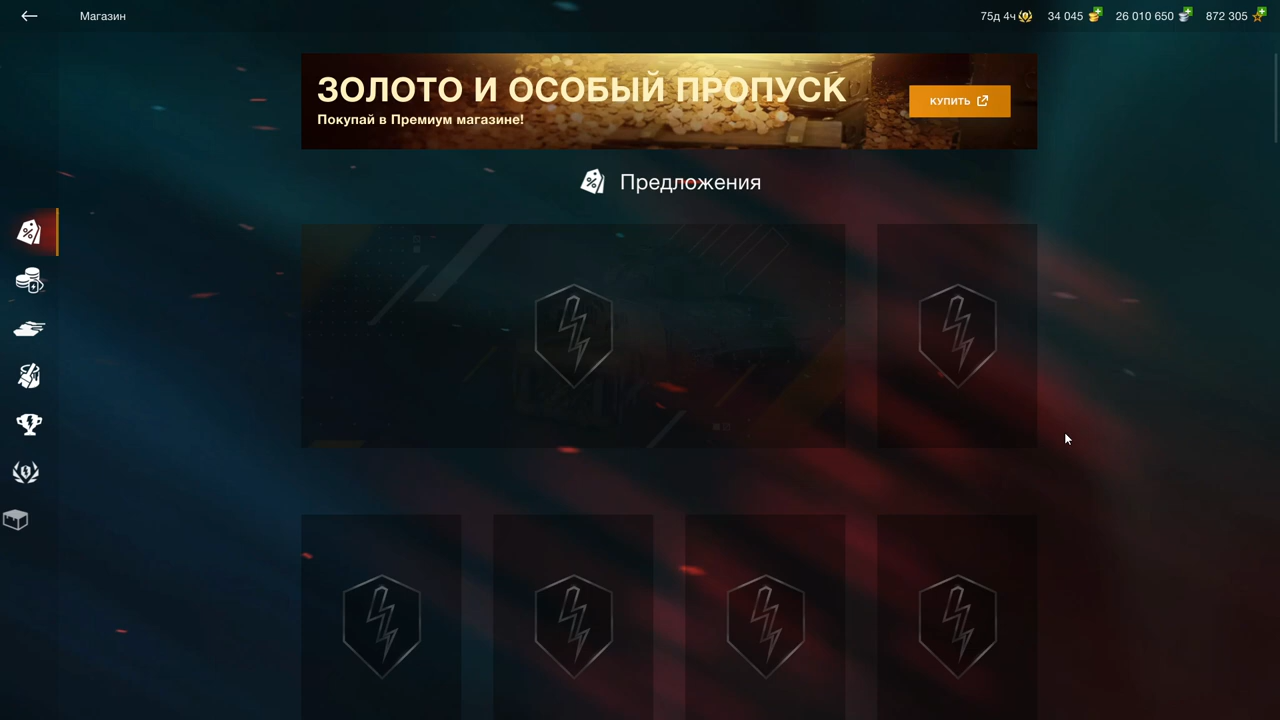 Магазин
75д 4ч
34 045
26 010 650
872 305
ЗОЛОТО И ОСОБЫЙ ПРОПУСК
Покупай в Премиум магазине!
КУПИТЬ
Предложения